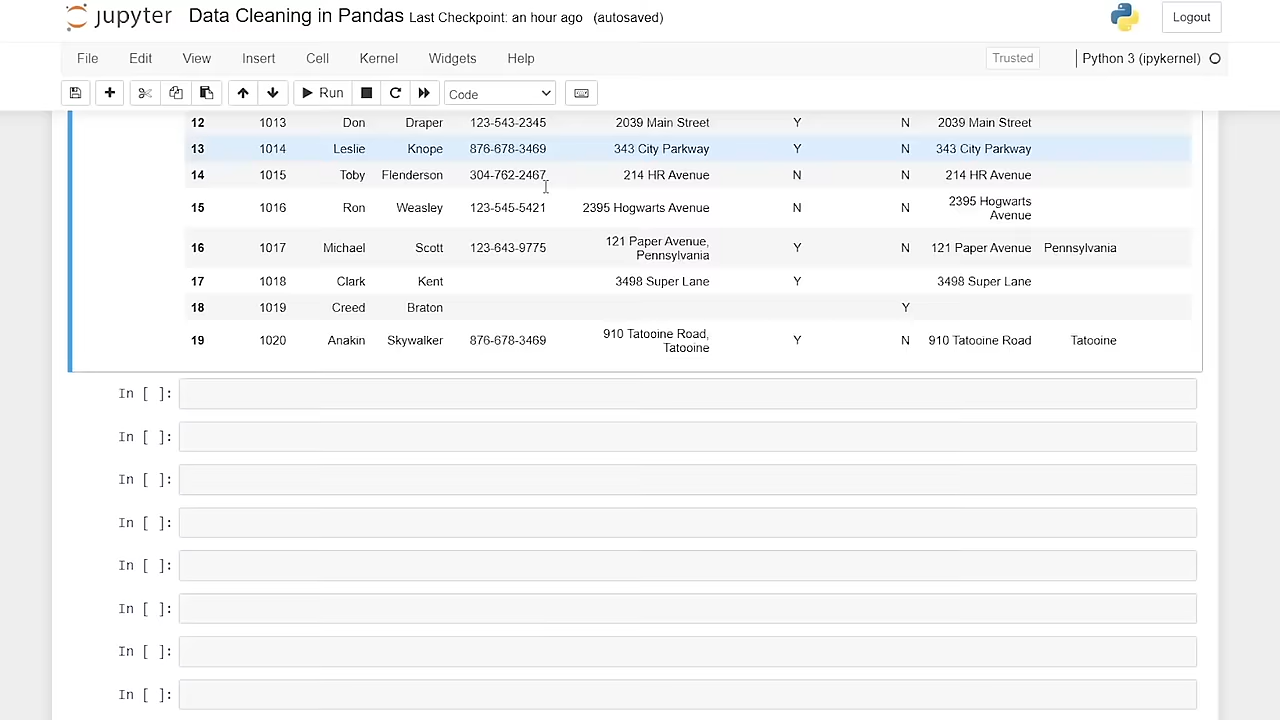 jupyter Data Cleaning in Pandas Last Checkpoint: an hour ago (autosaved) Logout
File Edit View Insert Cell Kernel Widgets Help Trusted Python 3 (ipykernel)
Run Code
12 1013 Don Draper 123-543-2345 2039 Main Street Y N 2039 Main Street
13 1014 Leslie Knope 876-678-3469 343 City Parkway Y N 343 City Parkway
14 1015 Toby Flenderson 304-762-2467 214 HR Avenue N N 214 HR Avenue
15 1016 Ron Weasley 123-545-5421 2395 Hogwarts Avenue N N 2395 Hogwarts
Avenue
16 1017 Michael Scott 123-643-9775 121 Paper Avenue, Y N 121 Paper Avenue Pennsylvania
Pennsylvania
17 1018 Clark Kent 3498 Super Lane Y 3498 Super Lane
18 1019 Creed Braton Y
19 1020 Anakin Skywalker 876-678-3469 910 Tatooine Road, Y N 910 Tatooine Road Tatooine
Tatooine
In [ ]:
In [ ]:
In [ ]:
In [ ]:
In [ ]:
In [ ]:
In [ ]:
In [ ]: